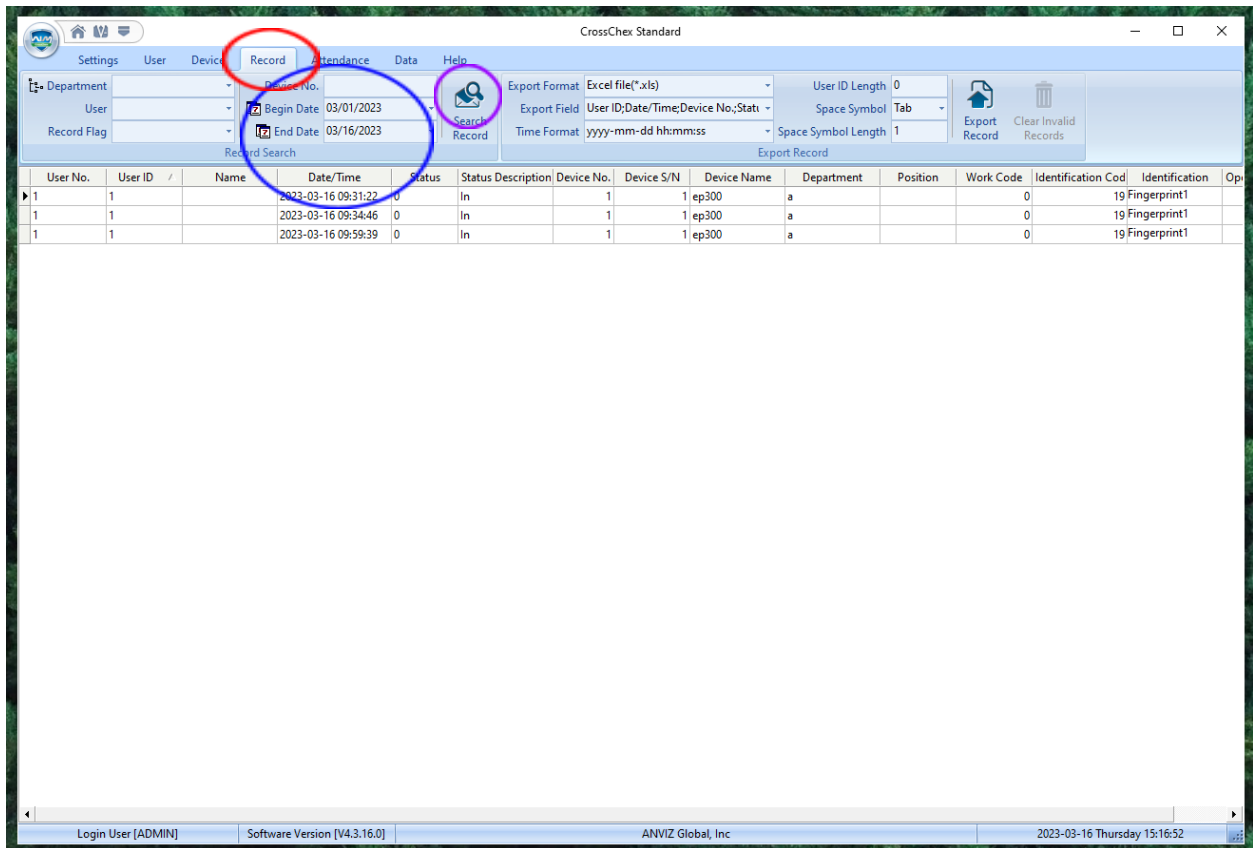 CrossChex Standard
Settings User Device Record Attendance Data Help
Department Device No. Export Format Excel file(*.xls) User ID Length 0
User Begin Date 03/01/2023 Export Field User ID;Date/Time;Device No.;Statu Space Symbol Tab
Record Flag End Date 03/16/2023 Search Record Time Format yyyy-mm-dd hh:mm:ss Space Symbol Length 1 Export Record Clear Invalid Records
Record Search Export Record
User No. User ID Name Date/Time Status Status Description Device No. Device S/N Device Name Department Position Work Code Identification Cod Identification Ope
1 1 2023-03-16 09:31:22 0 In 1 1 ep300 a 0 19 Fingerprint1
1 1 2023-03-16 09:34:46 0 In 1 1 ep300 a 0 19 Fingerprint1
1 1 2023-03-16 09:59:39 0 In 1 1 ep300 a 0 19 Fingerprint1
Login User [ADMIN] Software Version [V4.3.16.0] ANVIZ Global, Inc 2023-03-16 Thursday 15:16:52